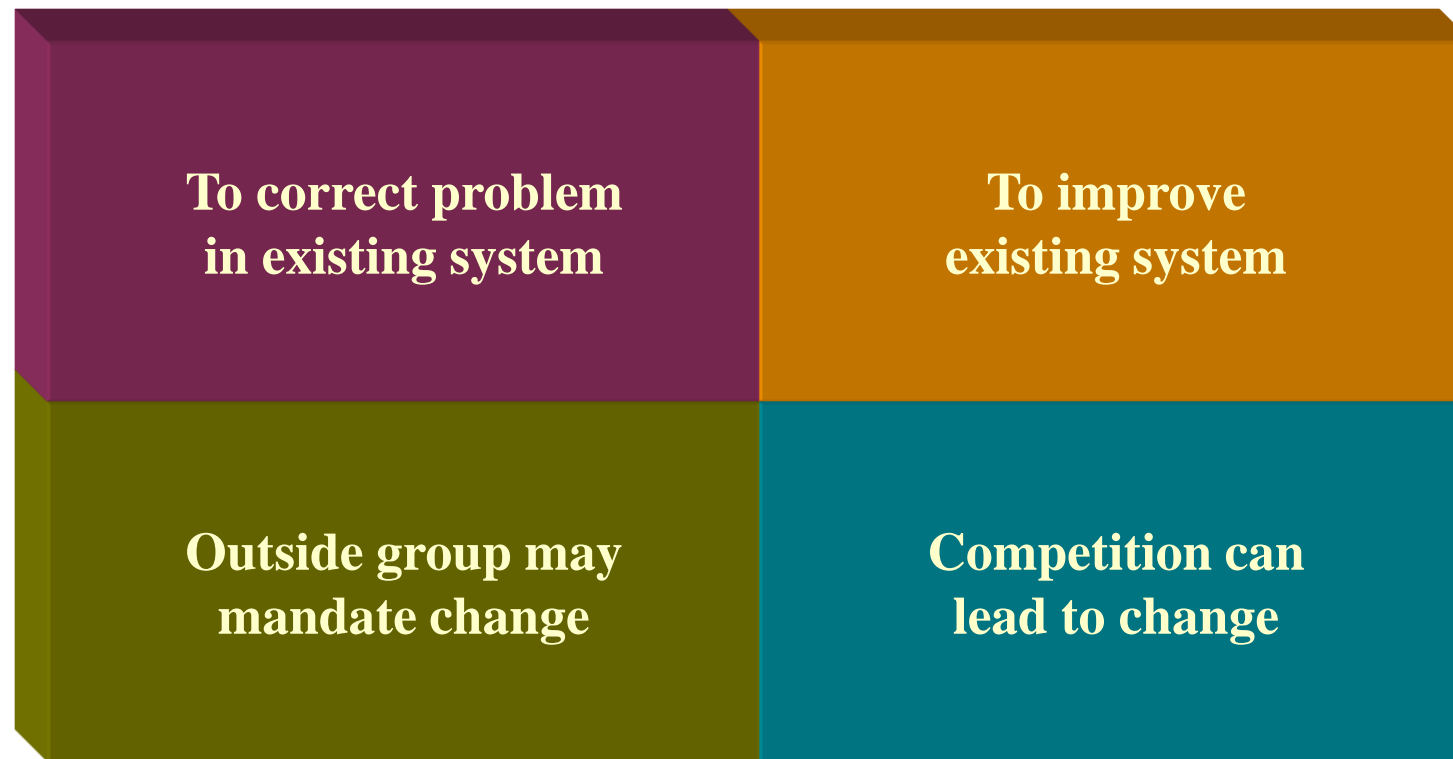 To correct problem
in existing system
To improve
existing system
Outside group may
mandate change
Competition can
lead to change